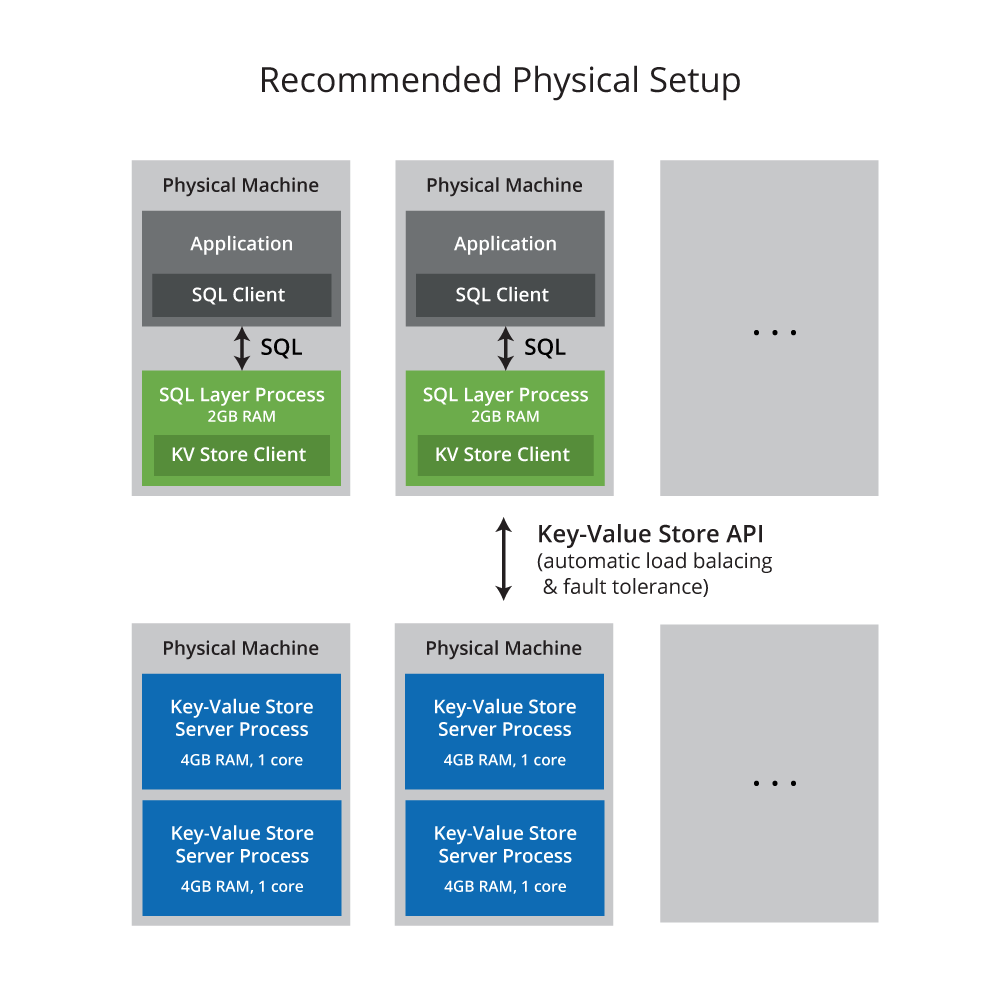 Recommended Physical Setup
Physical Machine
Application
SQL Client
SQL
SQL Layer Process
2GB RAM
KV Store Client
Physical Machine
Application
SQL Client
SQL
SQL Layer Process
2GB RAM
KV Store Client
. . .
Key-Value Store API
(automatic load balacing
& fault tolerance)
Physical Machine
Key-Value Store
Server Process
4GB RAM, 1 core
Key-Value Store
Server Process
4GB RAM, 1 core
Physical Machine
Key-Value Store
Server Process
4GB RAM, 1 core
Key-Value Store
Server Process
4GB RAM, 1 core
. . .